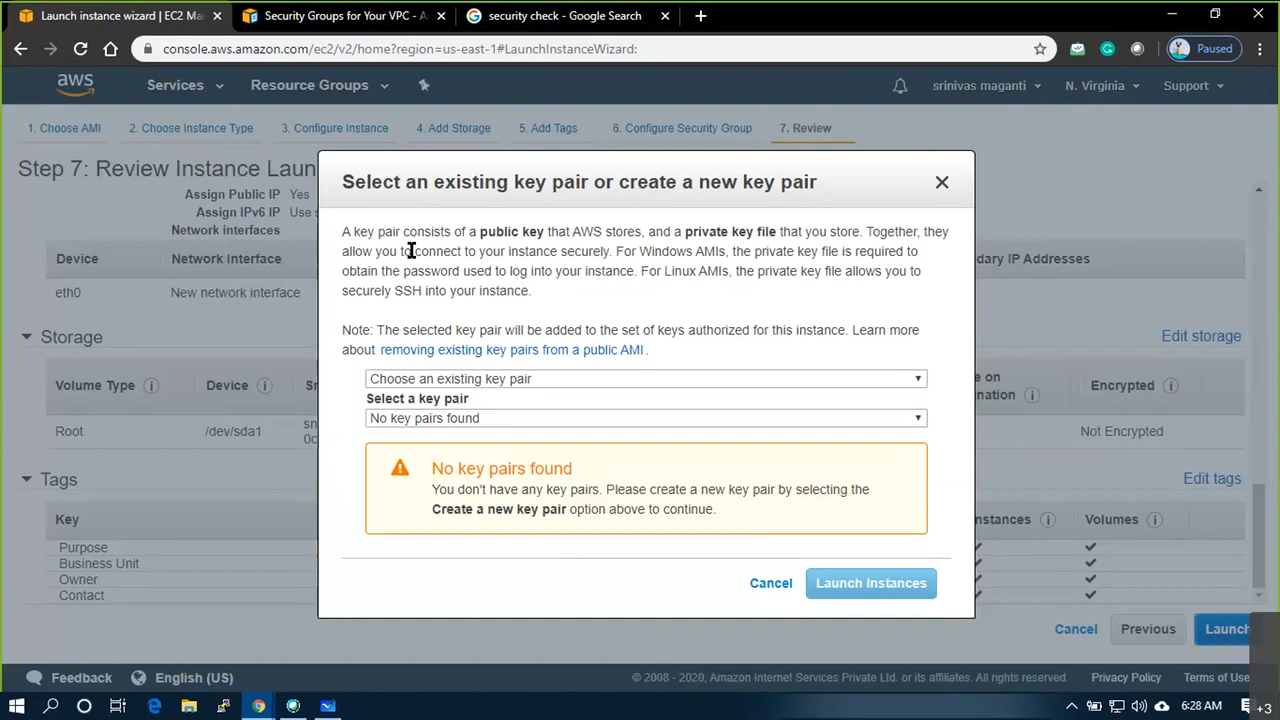 Launch instance wizard | EC2 Ma
Security Groups for Your VPC - A
security check - Google Search
console.aws.amazon.com/ec2/v2/home?region=us-east-1#LaunchInstanceWizard:
Paused
aws
Services
Resource Groups
srinivas maganti
N. Virginia
Support
1. Choose AMI
2. Choose Instance Type
3. Configure Instance
4. Add Storage
5. Add Tags
6. Configure Security Group
7. Review
Step 7: Review Instance Laun
Assign Public IP Yes
Assign IPv6 IP Use s
Network interfaces
Device
Network Interface
dary IP Addresses
eth0
New network interface
Storage
Edit storage
Volume Type
Device
Sn
e on
nation
Encrypted
Root
/dev/sda1
sn
0c
Not Encrypted
Tags
Edit tags
Key
nstances
Volumes
Purpose
Business Unit
Owner
Contact
Select an existing key pair or create a new key pair
A key pair consists of a public key that AWS stores, and a private key file that you store. Together, they
allow you to connect to your instance securely. For Windows AMIs, the private key file is required to
obtain the password used to log into your instance. For Linux AMIs, the private key file allows you to
securely SSH into your instance.
Note: The selected key pair will be added to the set of keys authorized for this instance. Learn more
about removing existing key pairs from a public AMI .
Choose an existing key pair
Select a key pair
No key pairs found
No key pairs found
You don't have any key pairs. Please create a new key pair by selecting the
Create a new key pair option above to continue.
Cancel
Launch Instances
Cancel
Previous
Launch
Feedback
English (US)
© 2008 - 2020, Amazon Internet Services Private Ltd. or its affiliates. All rights reserved.
Privacy Policy
Terms of Use
6:28 AM
+3